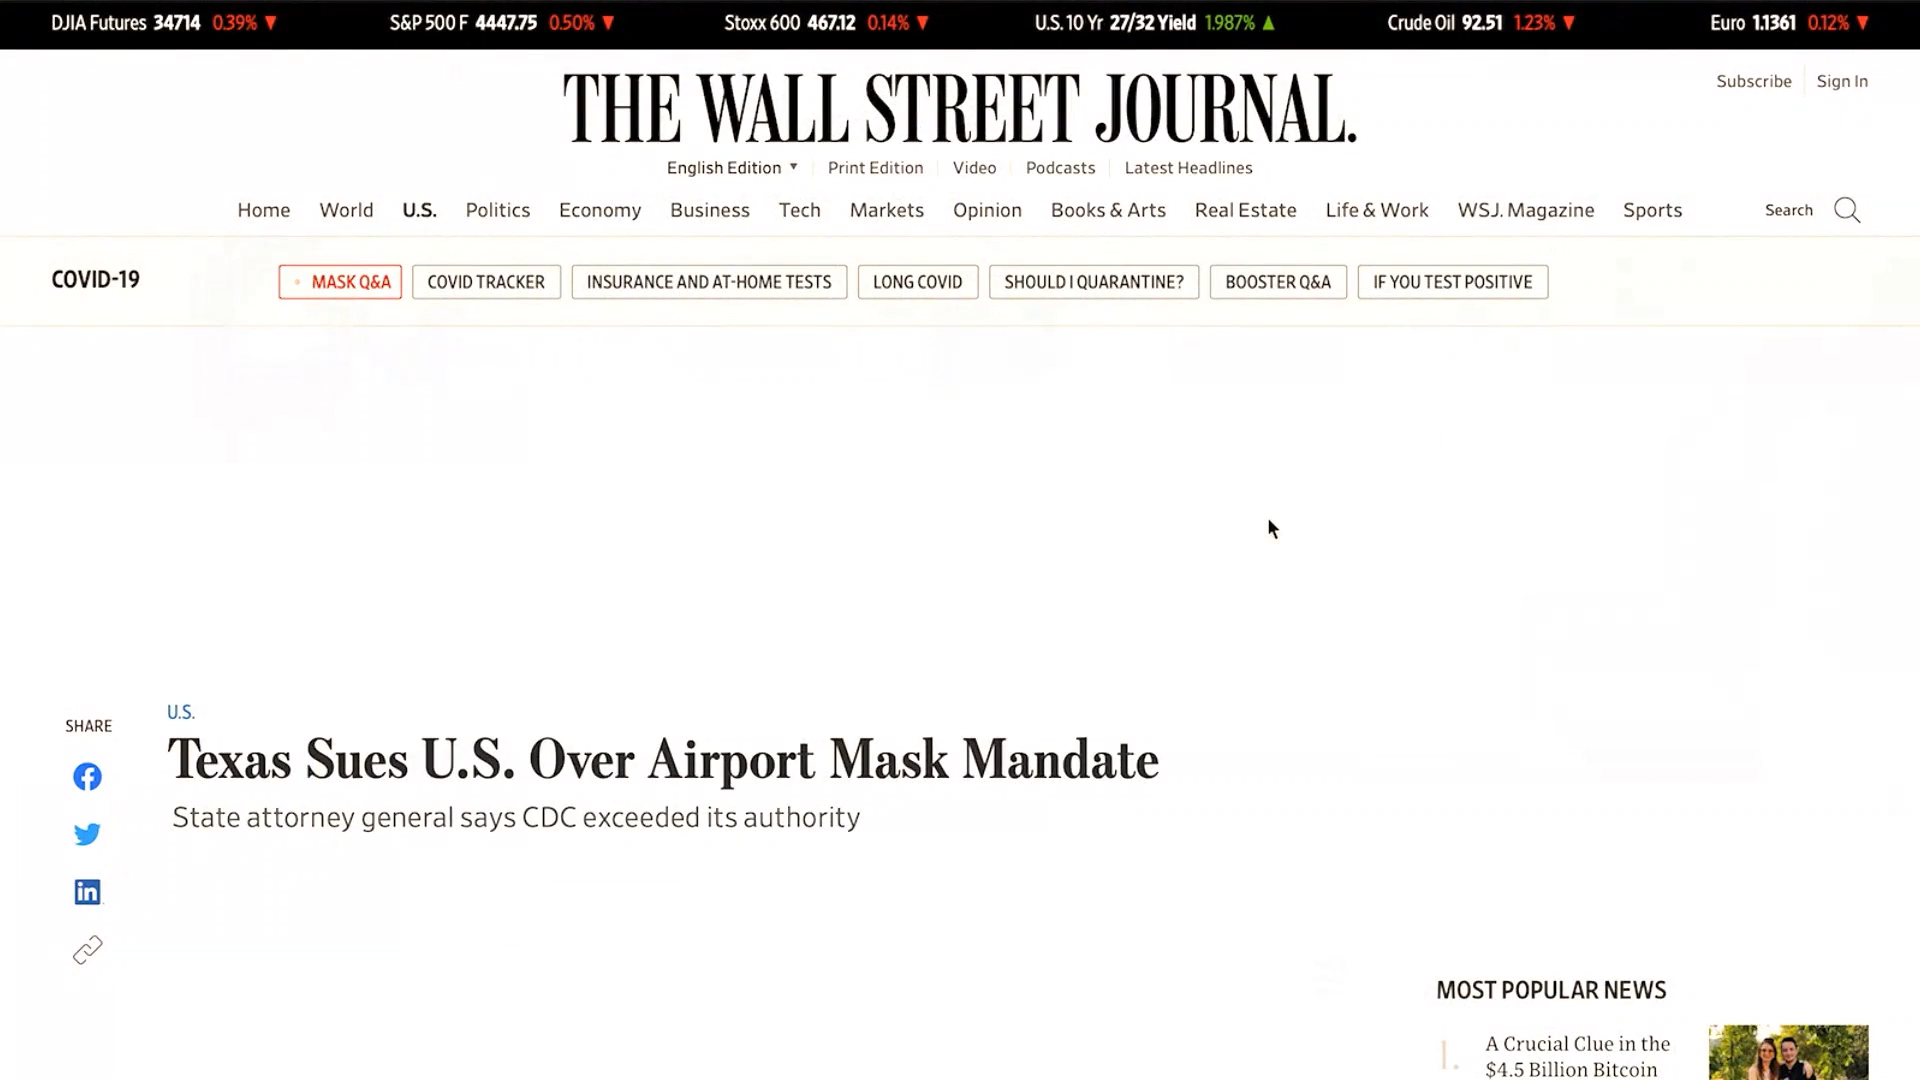 DJIA Futures 34714 0.39% ▼ S&P 500 F 4447.75 0.50% ▼ Stoxx 600 467.12 0.14% ▼ U.S. 10 Yr 27/32 Yield 1.987% ▲ Crude Oil 92.51 1.23% ▼ Euro 1.1361 0.12% ▼
THE WALL STREET JOURNAL.
Subscribe Sign In
English Edition ▼ Print Edition Video Podcasts Latest Headlines
Home World U.S. Politics Economy Business Tech Markets Opinion Books & Arts Real Estate Life & Work WSJ. Magazine Sports Search
COVID-19 MASK Q&A COVID TRACKER INSURANCE AND AT-HOME TESTS LONG COVID SHOULD I QUARANTINE? BOOSTER Q&A IF YOU TEST POSITIVE
SHARE
U.S.
Texas Sues U.S. Over Airport Mask Mandate
State attorney general says CDC exceeded its authority
MOST POPULAR NEWS
1. A Crucial Clue in the
$4.5 Billion Bitcoin